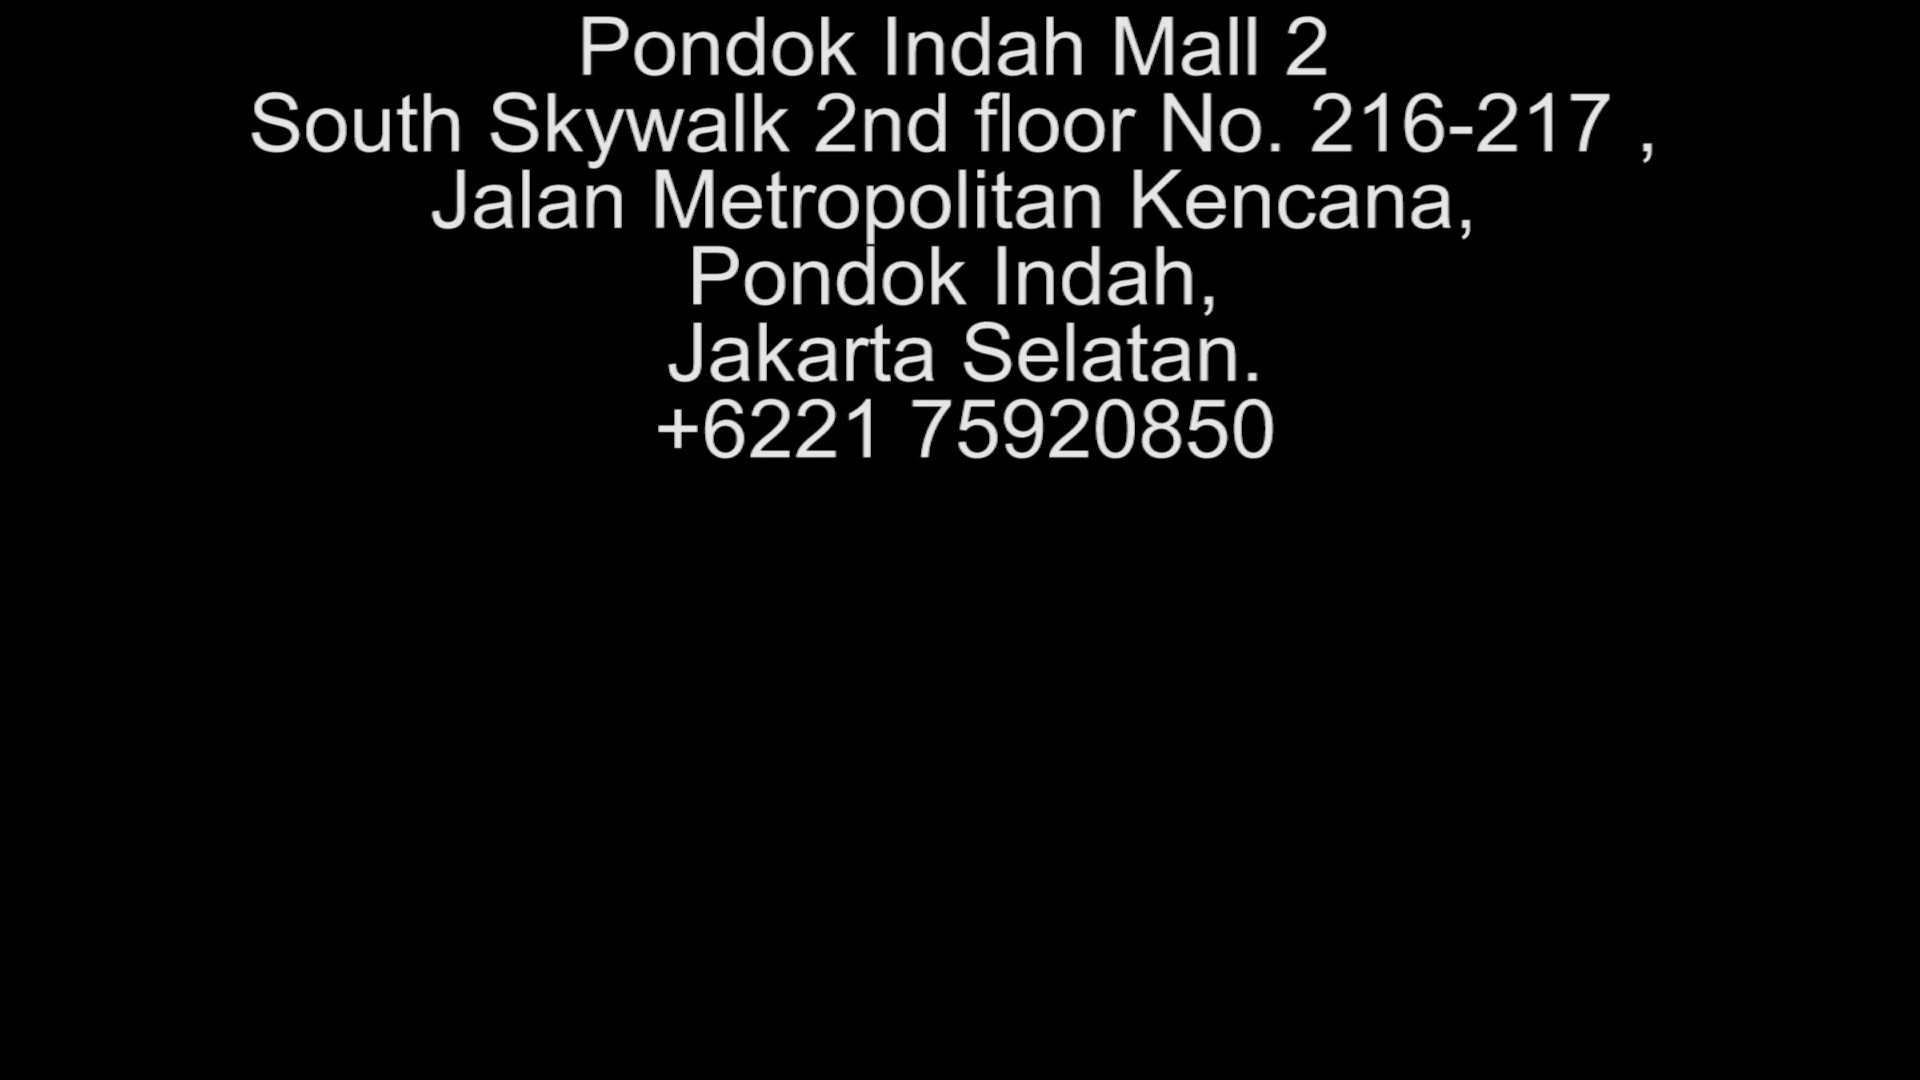 Pondok Indah Mall 2
South Skywalk 2nd floor No. 216-217 ,
Jalan Metropolitan Kencana,
Pondok Indah,
Jakarta Selatan.
+6221 75920850